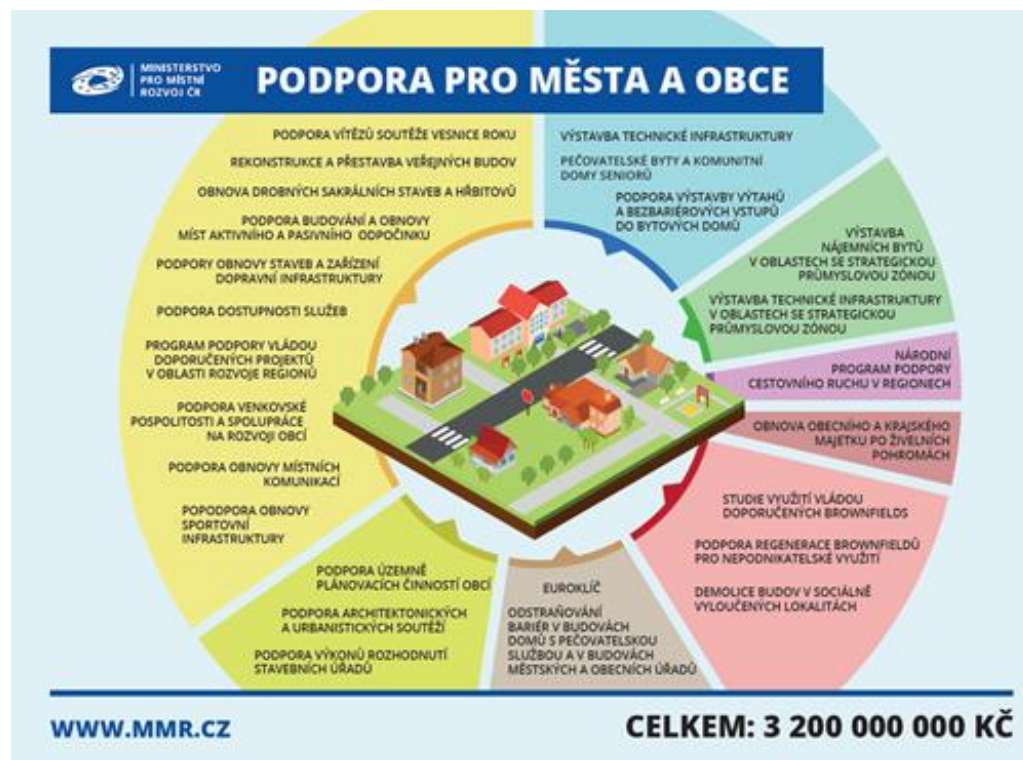 MINISTERSTVO
PRO MÍSTNÍ
ROZVOJ ČR
PODPORA PRO MĚSTA A OBCE
PODPORA VÍTĚZŮ SOUTĚŽE VESNICE ROKU
REKONSTRUKCE A PŘESTAVBA VEŘEJNÝCH BUDOV
OBNOVA DROBNÝCH SAKRÁLNÍCH STAVEB A HŘBITOVŮ
PODPORA BUDOVÁNÍ A OBNOVY
MÍST AKTIVNÍHO A PASIVNÍHO ODPOČINKU
PODPORY OBNOVY STAVEB A ZAŘÍZENÍ
DOPRAVNÍ INFRASTRUKTURY
PODPORA DOSTUPNOSTI SLUŽEB
PROGRAM PODPORY VLÁDOU
DOPORUČENÝCH PROJEKTŮ
V OBLASTI ROZVOJE REGIONŮ
PODPORA VENKOVSKÉ
POSPOLITOSTI A SPOLUPRÁCE
NA ROZVOJI OBCÍ
PODPORA OBNOVY MÍSTNÍCH
KOMUNIKACÍ
POPODPORA OBNOVY
SPORTOVNÍ
INFRASTRUKTURY
VÝSTAVBA TECHNICKÉ INFRASTRUKTURY
PEČOVATELSKÉ BYTY A KOMUNITNÍ
DOMY SENIORŮ
PODPORA VÝSTAVBY VÝTAHŮ
A BEZBARIÉROVÝCH VSTUPŮ
DO BYTOVÝCH DOMŮ
VÝSTAVBA
NÁJEMNÍCH BYTŮ
V OBLASTECH SE STRATEGICKOU
PRŮMYSLOVOU ZÓNOU
VÝSTAVBA TECHNICKÉ INFRASTRUKTURY
V OBLASTECH SE STRATEGICKOU
PRŮMYSLOVOU ZÓNOU
NÁRODNÍ
PROGRAM PODPORY
CESTOVNÍHO RUCHU V REGIONECH
OBNOVA OBECNÍHO A KRAJSKÉHO
MAJETKU PO ŽIVELNÍCH
POHROMÁCH
STUDIE VYUŽITÍ VLÁDOU
DOPORUČENÝCH BROWNFIELDS
PODPORA REGENERACE BROWNFIELDŮ
PRO NEPODNIKATELSKÉ VYUŽITÍ
DEMOLICE BUDOV V SOCIÁLNĚ
VYLOUČENÝCH LOKALITÁCH
EUROKLÍČ
ODSTRAŇOVÁNÍ
BARIÉR V BUDOVÁCH
DOMŮ S PEČOVATELSKOU
SLUŽBOU A V BUDOVÁCH
MĚSTSKÝCH A OBECNÍCH ÚŘADŮ
PODPORA ÚZEMNĚ
PLÁNOVACÍCH ČINNOSTÍ OBCÍ
PODPORA ARCHITEKTONICKÝCH
A URBANISTICKÝCH SOUTĚŽÍ
PODPORA VÝKONŮ ROZHODNUTÍ
STAVEBNÍCH ÚŘADŮ
WWW.MMR.CZ
CELKEM: 3 200 000 000 KČ